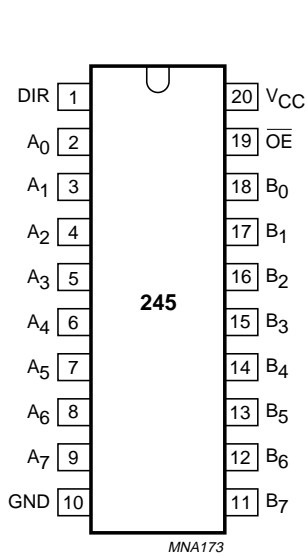 DIR 1 20 VCC
A0 2 19 OE
A1 3 18 B0
A2 4 17 B1
A3 5 16 B2
245
A4 6 15 B3
A5 7 14 B4
A6 8 13 B5
A7 9 12 B6
GND 10 11 B7
MNA173